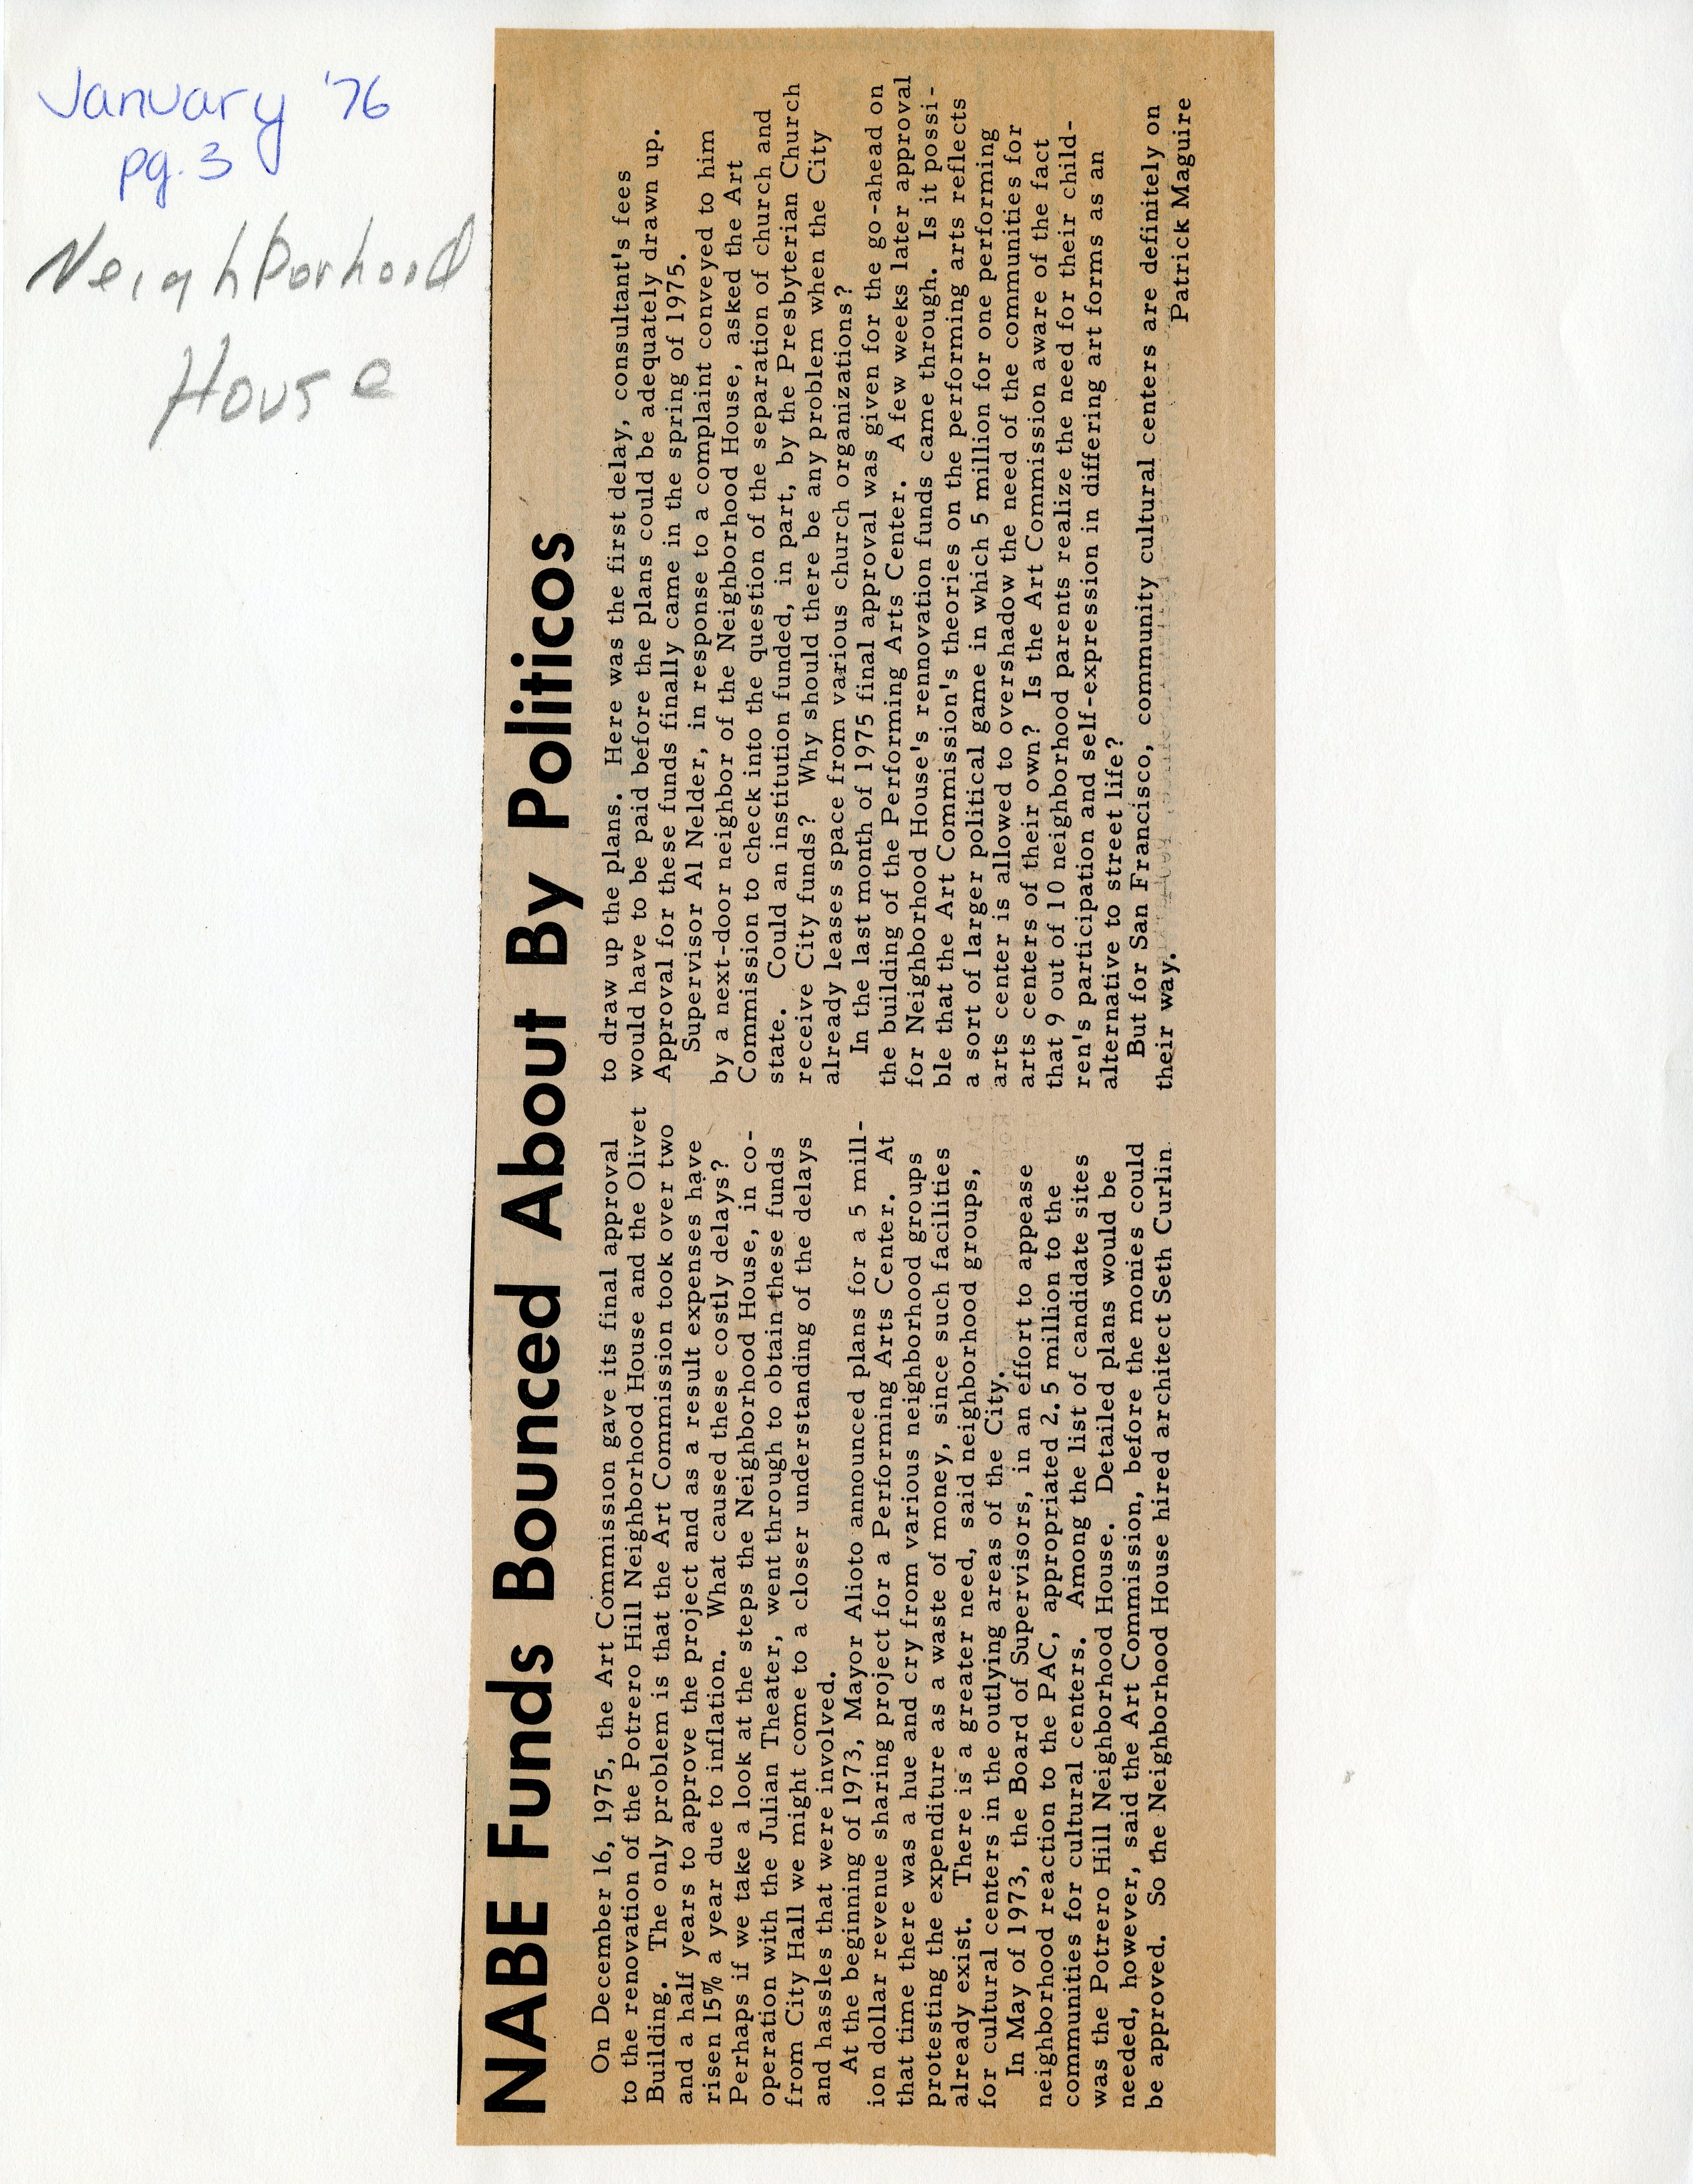 January '76
pg. 3
Neighborhood
House
NABE Funds Bounced About By Politicos
On December 16, 1975, the Art Commission gave its final approval
to the renovation of the Potrero Hill Neighborhood House and the Olivet
Building. The only problem is that the Art Commission took over two
and a half years to approve the project and as a result expenses have
risen 15% a year due to inflation. What caused these costly delays?
Perhaps if we take a look at the steps the Neighborhood House, in co-
operation with the Julian Theater, went through to obtain these funds
from City Hall we might come to a closer understanding of the delays
and hassles that were involved.
At the beginning of 1973, Mayor Alioto announced plans for a 5 mill-
ion dollar revenue sharing project for a Performing Arts Center. At
that time there was a hue and cry from various neighborhood groups
protesting the expenditure as a waste of money, since such facilities
already exist. There is a greater need, said neighborhood groups,
for cultural centers in the outlying areas of the City.
In May of 1973, the Board of Supervisors, in an effort to appease
neighborhood reaction to the PAC, appropriated 2.5 million to the
communities for cultural centers. Among the list of candidate sites
was the Potrero Hill Neighborhood House. Detailed plans would be
needed, however, said the Art Commission, before the monies could
be approved. So the Neighborhood House hired architect Seth Curlin
to draw up the plans. Here was the first delay, consultant's fees
would have to be paid before the plans could be adequately drawn up.
Approval for these funds finally came in the spring of 1975.
Supervisor Al Nelder, in response to a complaint conveyed to him
by a next-door neighbor of the Neighborhood House, asked the Art
Commission to check into the question of the separation of church and
state. Could an institution funded, in part, by the Presbyterian Church
receive City funds? Why should there be any problem when the City
already leases space from various church organizations?
In the last month of 1975 final approval was given for the go-ahead on
the building of the Performing Arts Center. A few weeks later approval
for Neighborhood House's rennovation funds came through. Is it possi-
ble that the Art Commission's theories on the performing arts reflects
a sort of larger political game in which 5 million for one performing
arts center is allowed to overshadow the need of the communities for
arts centers of their own? Is the Art Commission aware of the fact
that 9 out of 10 neighborhood parents realize the need for their child-
ren's participation and self-expression in differing art forms as an
alternative to street life?
But for San Francisco, community cultural centers are definitely on
their way.
Patrick Maguire